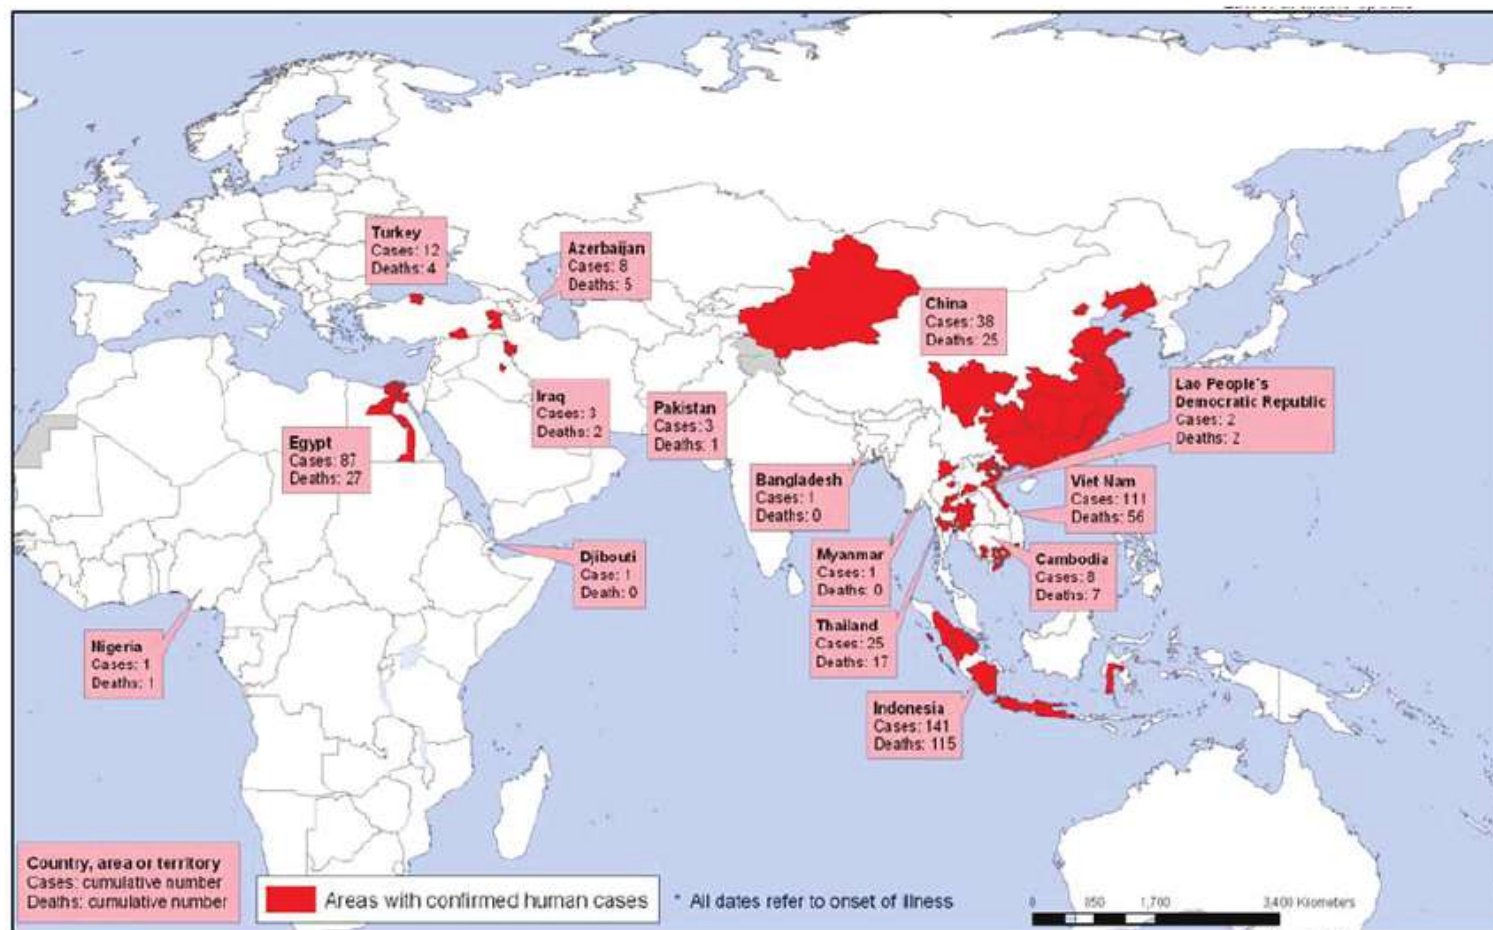 Turkey
Cases: 12
Deaths: 4
Azerbaijan
Cases: 8
Deaths: 5
China
Cases: 38
Deaths: 25
Lao People's
Democratic Republic
Cases: 2
Deaths: 2
Iraq
Cases: 3
Deaths: 2
Pakistan
Cases: 3
Deaths: 1
Egypt
Cases: 87
Deaths: 27
Bangladesh
Cases: 1
Deaths: 0
Viet Nam
Cases: 111
Deaths: 56
Djibouti
Case: 1
Death: 0
Myanmar
Cases: 1
Deaths: 0
Cambodia
Cases: 8
Deaths: 7
Nigeria
Cases: 1
Deaths: 1
Thailand
Cases: 25
Deaths: 17
Indonesia
Cases: 141
Deaths: 115
Country, area or territory
Cases: cumulative number
Deaths: cumulative number
Areas with confirmed human cases
* All dates refer to onset of illness
0 850 1,700 3,400 Kilometers